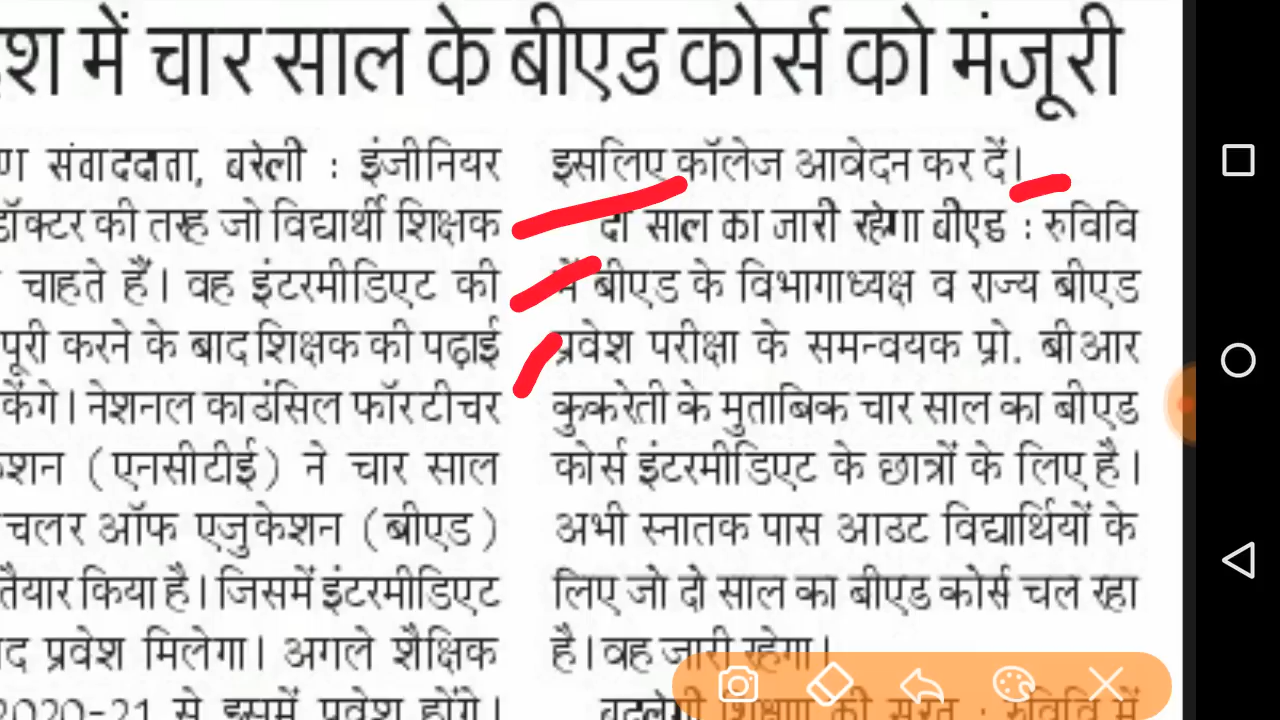 में चार साल के बीएड कोर्स को मंजूरी
संवाददाता, बरेली : इंजीनियर
डॉक्टर की तरह जो विद्यार्थी शिक्षक
चाहते हैं। वह इंटरमीडिएट की
पूरी करने के बाद शिक्षक की पढ़ाई
केंगे। नेशनल काउंसिल फॉर टीचर
केशन (एनसीटीई) ने चार साल
चलर ऑफ एजुकेशन (बीएड)
तैयार किया है। जिसमें इंटरमीडिएट
द प्रवेश मिलेगा। अगले शैक्षिक
2020-21 से इसमें प्रवेश होंगे।
इसलिए कॉलेज आवेदन कर दें।
दो साल का जारी रहेगा बीएड : रुविवि
में बीएड के विभागाध्यक्ष व राज्य बीएड
प्रवेश परीक्षा के समन्वयक प्रो. बीआर
कुकरेती के मुताबिक चार साल का बीएड
कोर्स इंटरमीडिएट के छात्रों के लिए है।
अभी स्नातक पास आउट विद्यार्थियों के
लिए जो दो साल का बीएड कोर्स चल रहा
है। वह जारी रहेगा।
बदलेगी शिक्षण की सूरत : रुविवि में